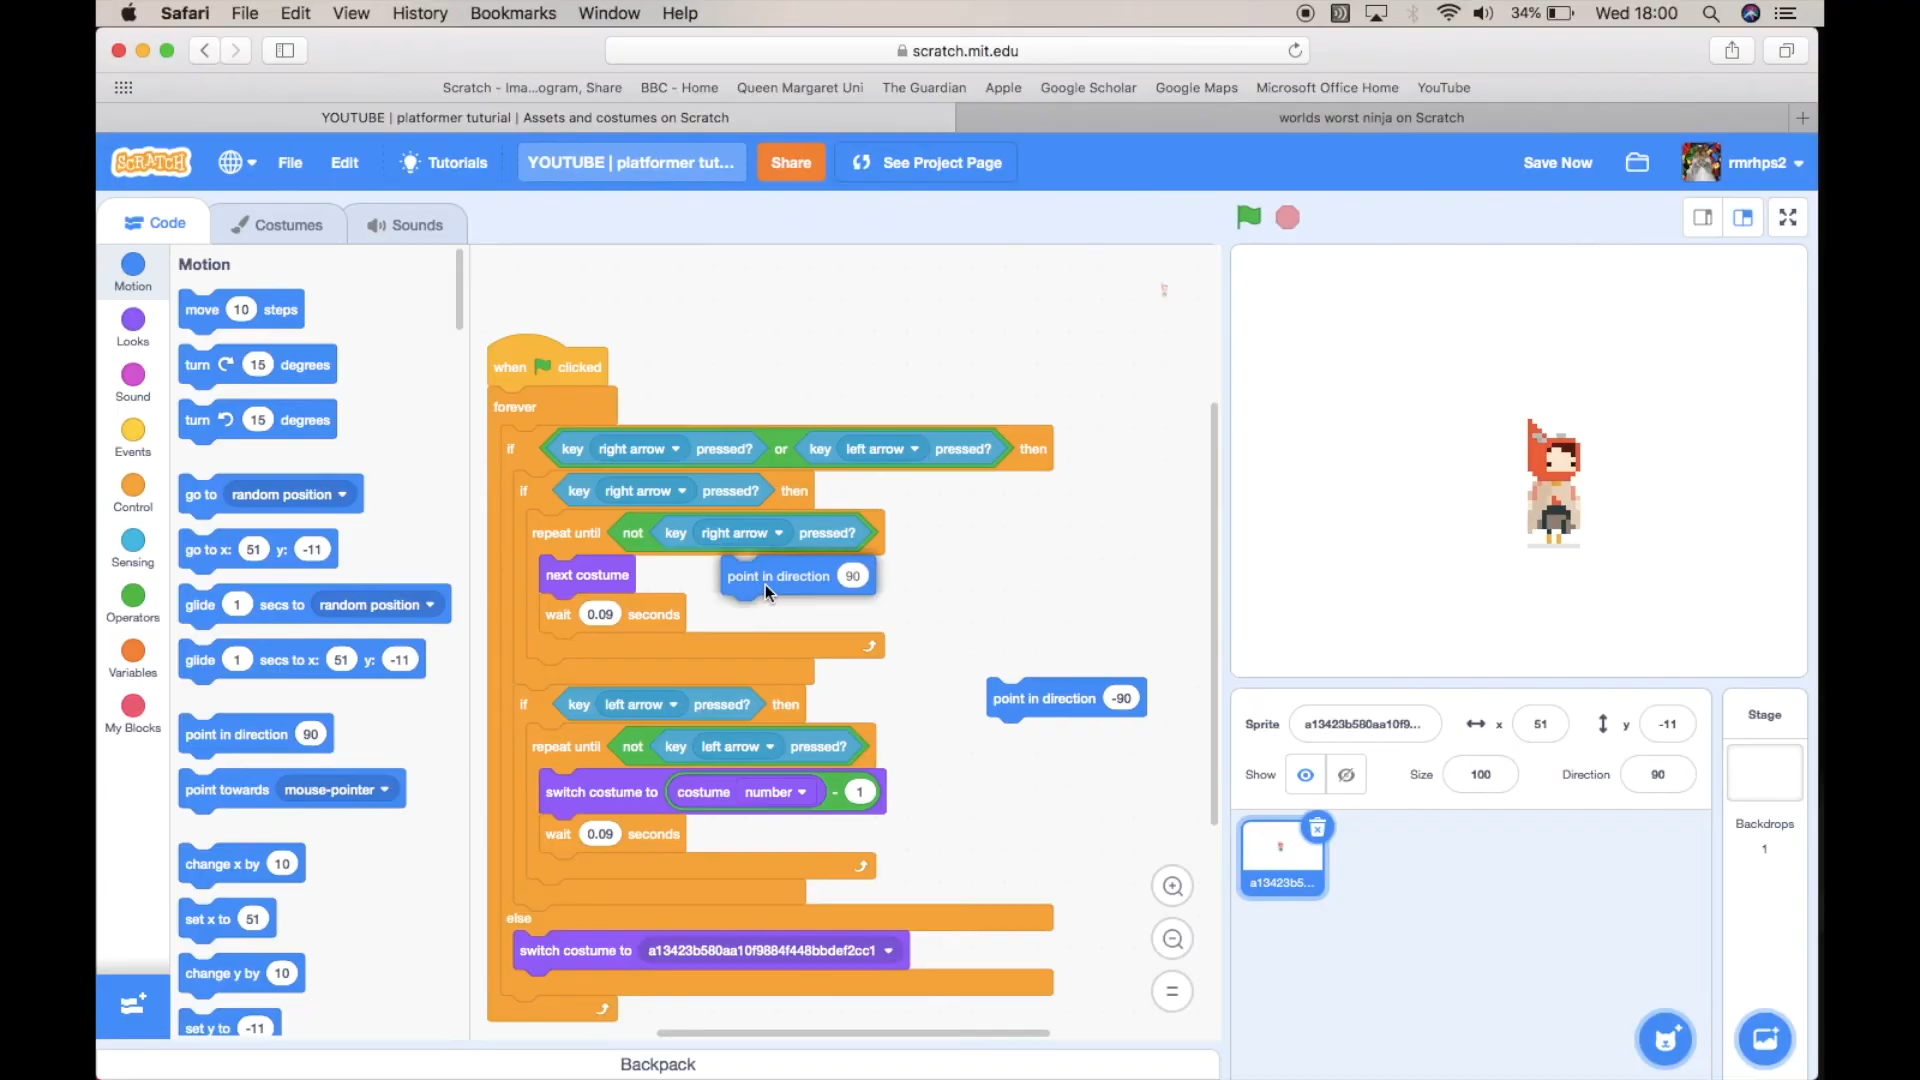 Safari File Edit View History Bookmarks Window Help 34% Wed 18:00
scratch.mit.edu
Scratch - Ima...ogram, Share BBC - Home Queen Margaret Uni The Guardian Apple Google Scholar Google Maps Microsoft Office Home YouTube
YOUTUBE | platformer tuturial | Assets and costumes on Scratch worlds worst ninja on Scratch
SCRATCH File Edit Tutorials YOUTUBE | platformer tut... Share See Project Page Save Now rmrhps2
Code Costumes Sounds
Motion
Looks
Sound
Events
Control
Sensing
Operators
Variables
My Blocks
Motion
move 10 steps
turn 15 degrees
turn 15 degrees
go to random position
go to x: 51 y: -11
glide 1 secs to random position
glide 1 secs to x: 51 y: -11
point in direction 90
point towards mouse-pointer
change x by 10
set x to 51
change y by 10
set y to -11
when clicked
forever
if key right arrow pressed? or key left arrow pressed? then
if key right arrow pressed? then
repeat until not key right arrow pressed?
next costume
point in direction 90
wait 0.09 seconds
point in direction -90
if key left arrow pressed? then
repeat until not key left arrow pressed?
switch costume to costume number - 1
wait 0.09 seconds
else
switch costume to a13423b580aa10f9884f448bbdef2cc1
Backpack
Sprite a13423b580aa10f9... x 51 y -11
Show Size 100 Direction 90
a13423b5...
Stage
Backdrops
1